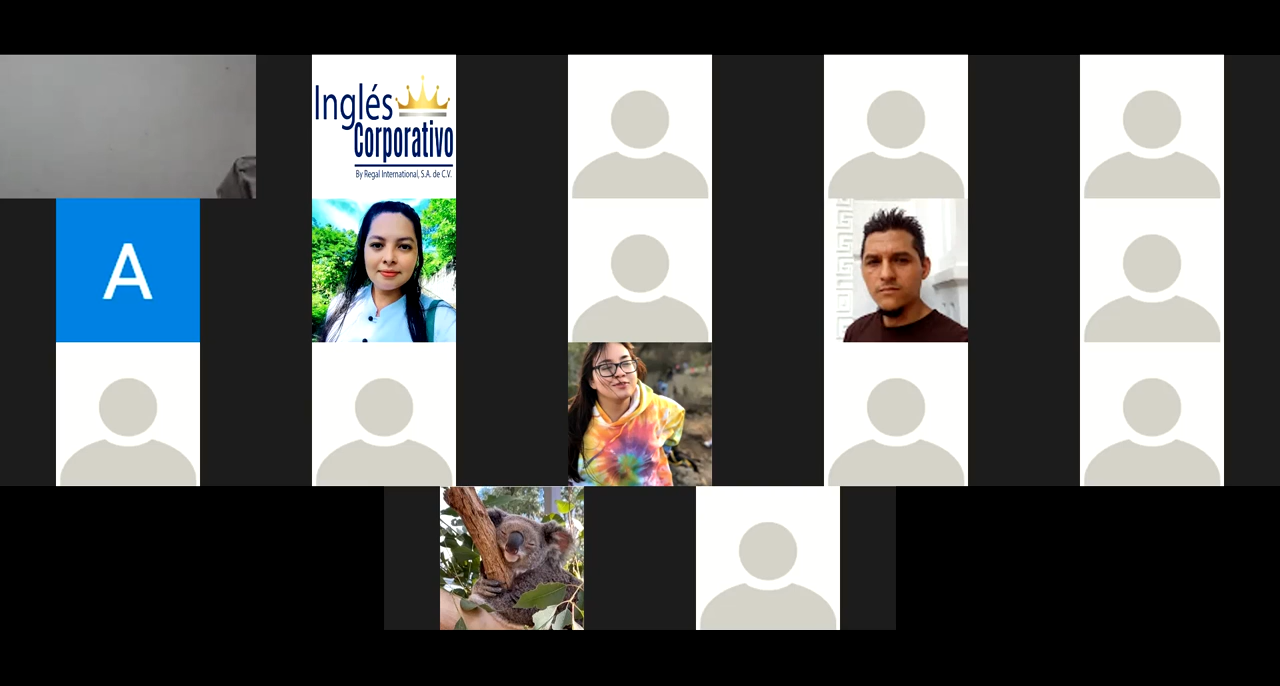 Inglés
Corporativo
By Regal International, S.A. de C.V.
A